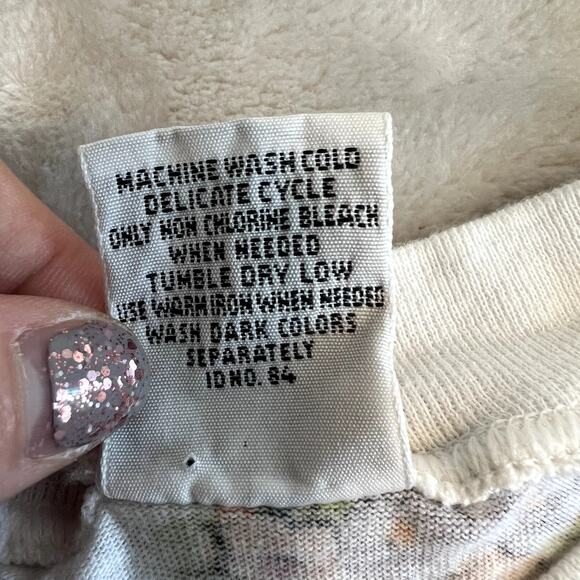 MACHINE WASH COLD
DELICATE CYCLE
ONLY NON CHLORINE BLEACH
WHEN NEEDED
TUMBLE DRY LOW
USE WARM IRON WHEN NEEDED
WASH DARK COLORS
SEPARATELY
ID NO. 84